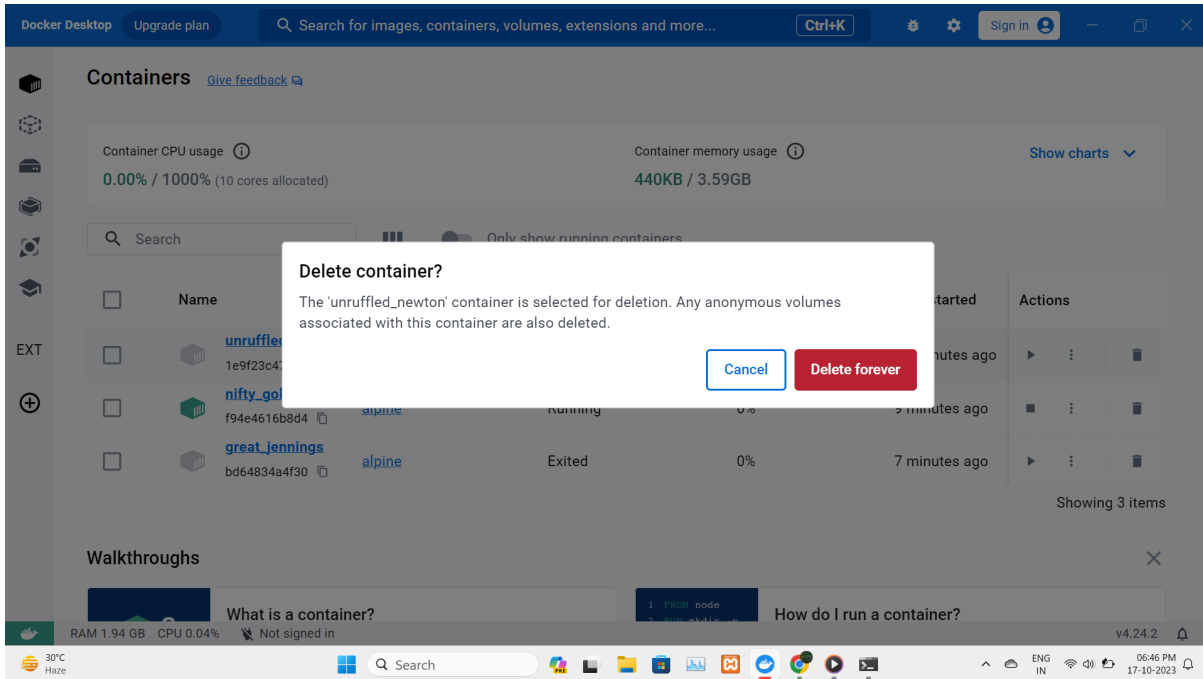 Docker Desktop Upgrade plan Search for images, containers, volumes, extensions and more... Ctrl+K Sign in
Containers Give feedback
Container CPU usage
0.00% / 1000% (10 cores allocated)
Container memory usage
440KB / 3.59GB
Show charts
Search Only show running containers
Delete container?
The 'unruffled_newton' container is selected for deletion. Any anonymous volumes
associated with this container are also deleted.
Cancel Delete forever
Name Actions
EXT
f94e4616b8d4 alpine Running 0% 9 minutes ago
great_jennings
bd64834a4f30 alpine Exited 0% 7 minutes ago
Showing 3 items
Walkthroughs
What is a container?
1 FROM node
How do I run a container?
RAM 1.94 GB CPU 0.04% Not signed in v4.24.2
30°C
Haze
Search
ENG
IN
06:46 PM
17-10-2023